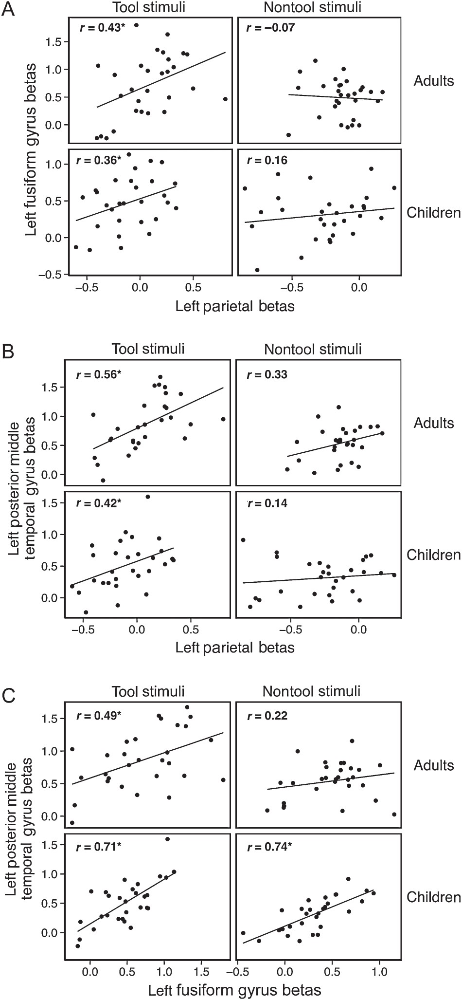 A
Tool stimuli Nontool stimuli
r = 0.43* r = −0.07
1.5
1.0
0.5
0.0
Adults
Left fusiform gyrus betas
r = 0.36* r = 0.16
1.0
0.5
0.0
−0.5
Children
−0.5 0.0 0.5 −0.5 0.0
Left parietal betas
B
Tool stimuli Nontool stimuli
r = 0.56* r = 0.33
1.5
1.0
0.5
0.0
Adults
Left posterior middle
temporal gyrus betas
r = 0.42* r = 0.14
1.5
1.0
0.5
0.0
Children
−0.5 0.0 0.5 −0.5 0.0
Left parietal betas
C
Tool stimuli Nontool stimuli
r = 0.49* r = 0.22
1.5
1.0
0.5
0.0
Adults
Left posterior middle
temporal gyrus betas
r = 0.71* r = 0.74*
1.5
1.0
0.5
0.0
Children
0.0 0.5 1.0 1.5 −0.5 0.0 0.5 1.0
Left fusiform gyrus betas